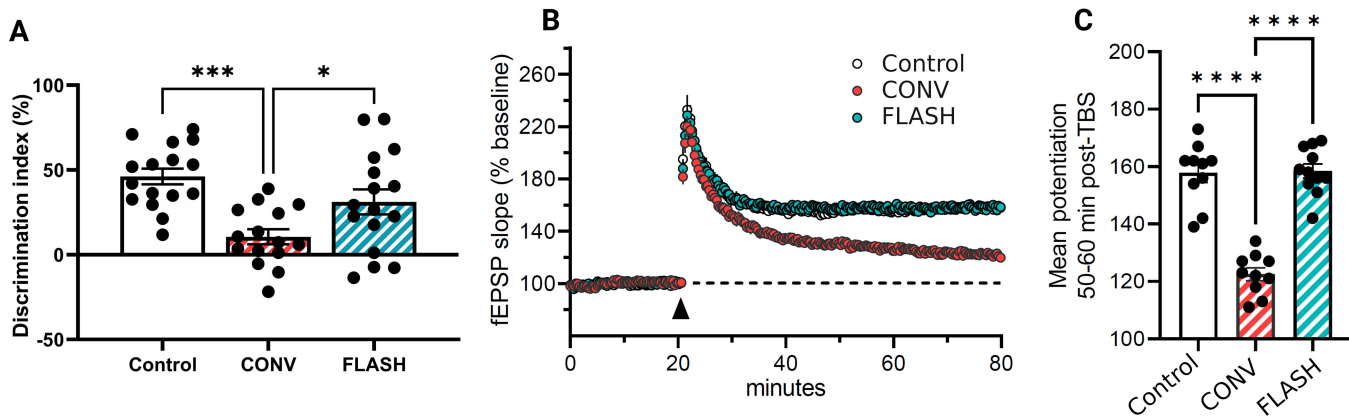 A
Discrimination index (%)
100
50
0
-50
***
*
Control
CONV
FLASH
B
fEPSP slope (% baseline)
260
220
180
140
100
Control
CONV
FLASH
0
20
40
60
80
minutes
C
Mean potentiation
50-60 min post-TBS
200
180
160
140
120
100
****
****
Control
CONV
FLASH